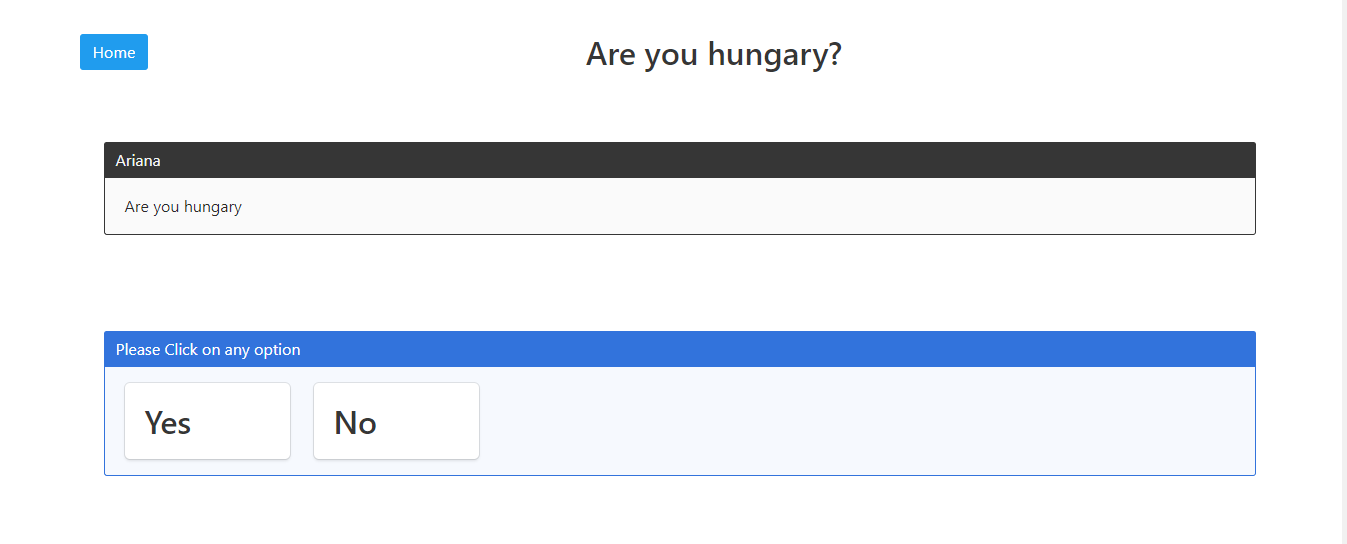 Home
Are you hungary?
Ariana
Are you hungary
Please Click on any option
Yes
No